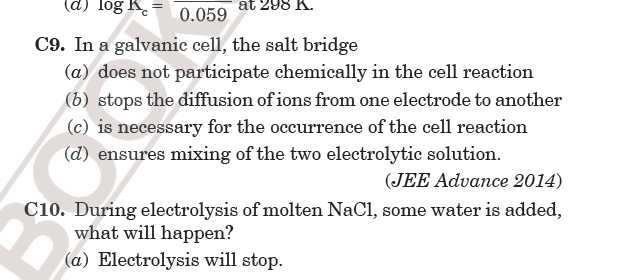 (d) log Kc = 0.059 at 298 K.
C9. In a galvanic cell, the salt bridge
(a) does not participate chemically in the cell reaction
(b) stops the diffusion of ions from one electrode to another
(c) is necessary for the occurrence of the cell reaction
(d) ensures mixing of the two electrolytic solution.
(JEE Advance 2014)
C10. During electrolysis of molten NaCl, some water is added,
what will happen?
(a) Electrolysis will stop.
BOOK